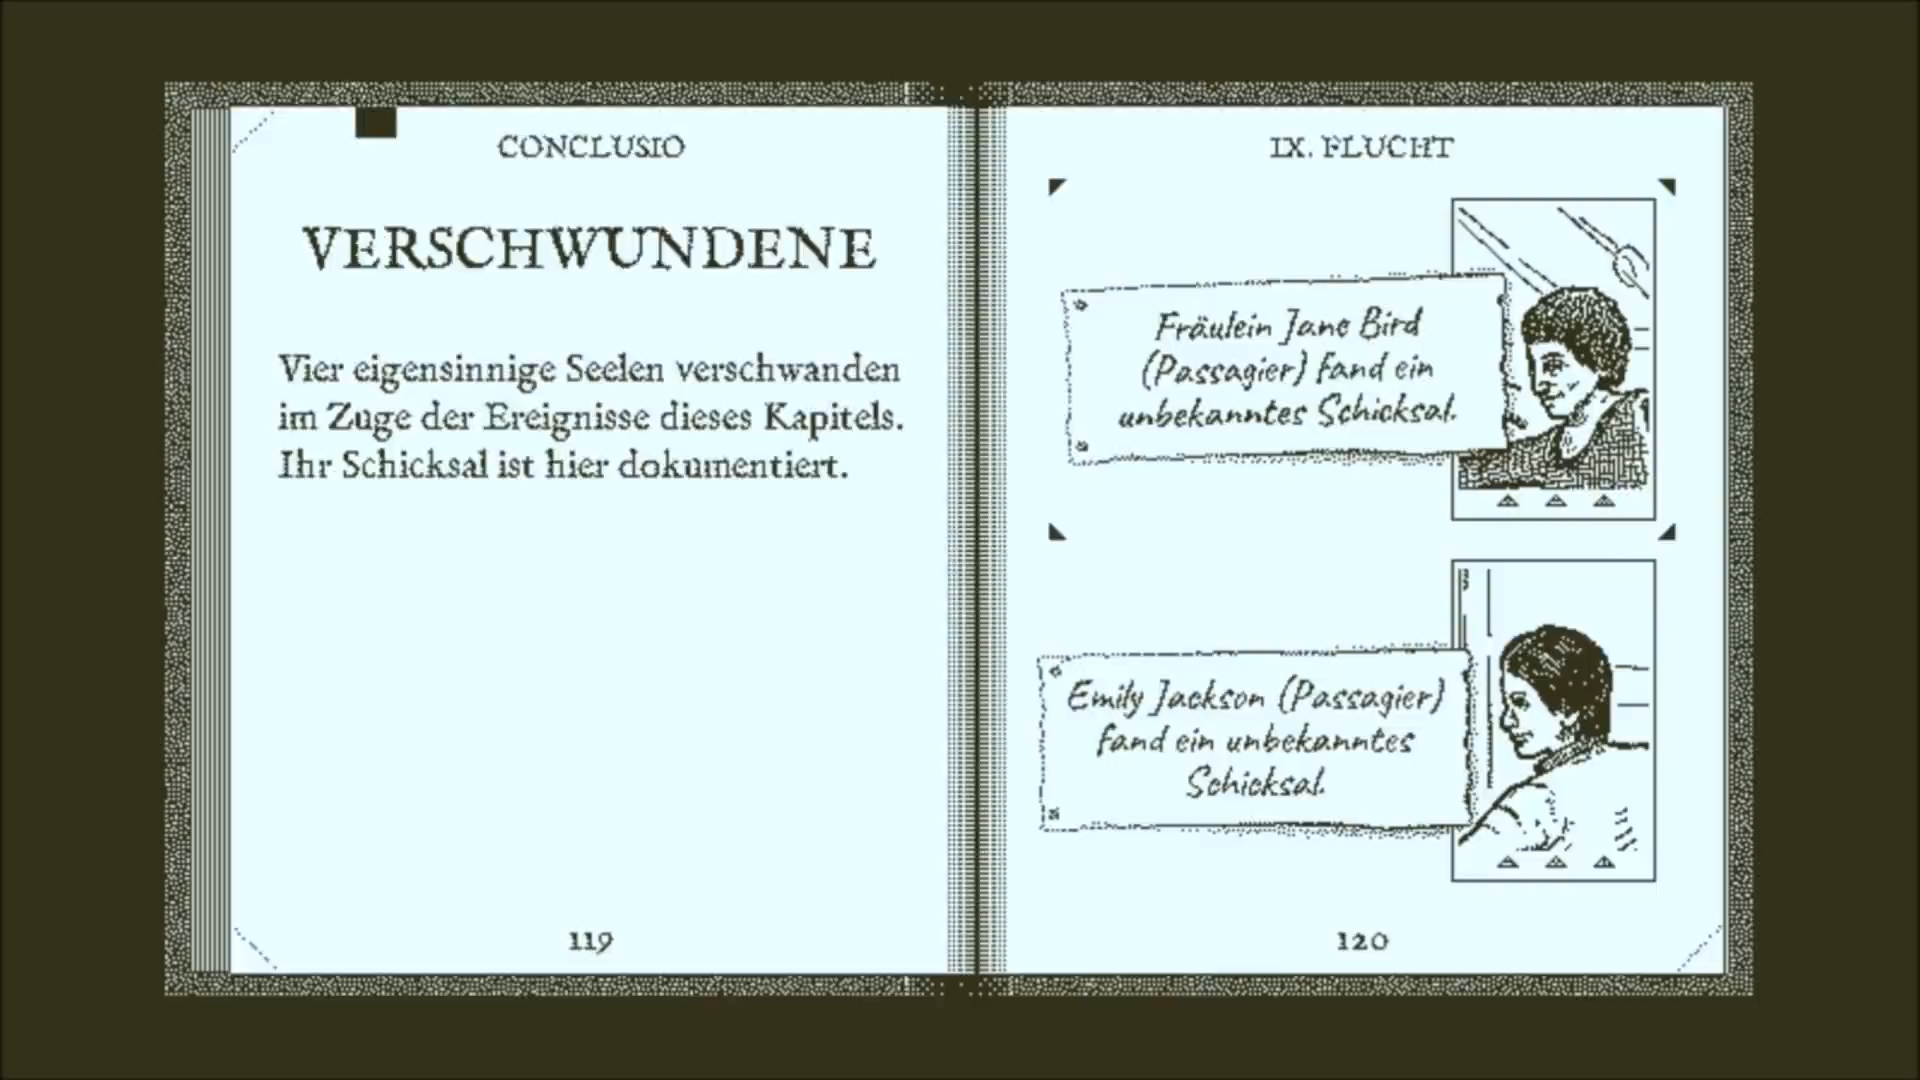 CONCLUSIO
VERSCHWUNDENE
Vier eigensinnige Seelen verschwanden
im Zuge der Ereignisse dieses Kapitels.
Ihr Schicksal ist hier dokumentiert.
119
IX. FLUCHT
Fräulein Jane Bird
(Passagier) fand ein
unbekanntes Schicksal.
Emily Jackson (Passagier)
fand ein unbekanntes
Schicksal.
120